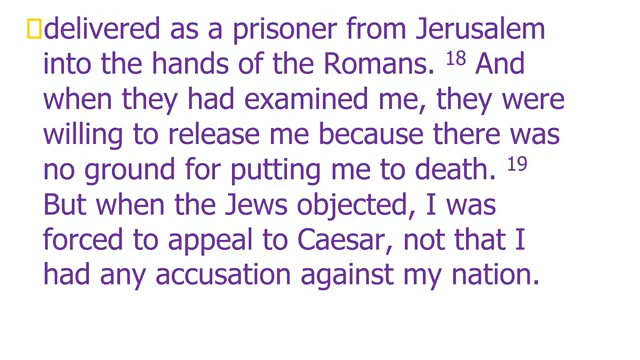 delivered as a prisoner from Jerusalem
into the hands of the Romans. 18 And
when they had examined me, they were
willing to release me because there was
no ground for putting me to death. 19
But when the Jews objected, I was
forced to appeal to Caesar, not that I
had any accusation against my nation.